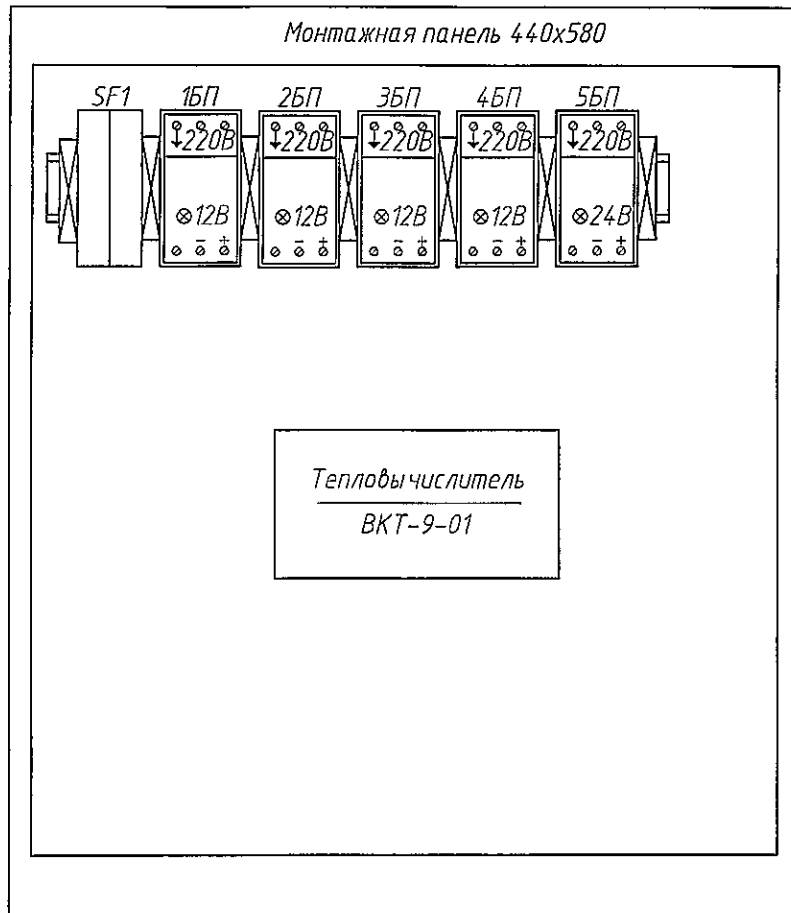 Монтажная панель 440х580
SF1 1БП 2БП 3БП 4БП 5БП
220В 220В 220В 220В 220В
12В 12В 12В 12В 24В
- + - + - + - + - +
Тепловычислитель
ВКТ-9-01